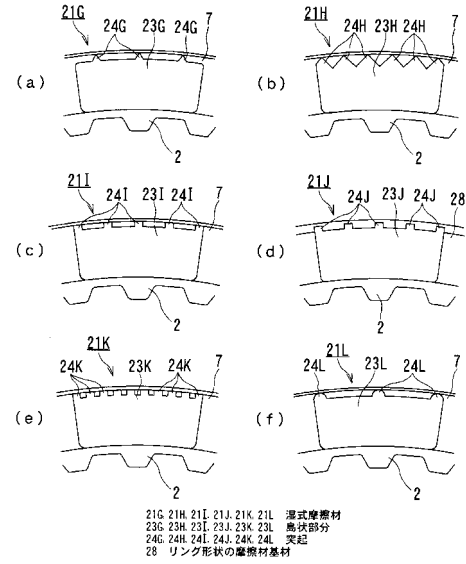 21G 24G 23G 7
(a)
2
21H 24H 23H 24H
(b)
2
21I 24I 23I 24I 7
(c)
2
21J 24J 23J 24J 28
(d)
2
21K 24K 23K 24K 7
(e)
2
21L 24L 23L 24L 7
(f)
2
21G, 21H, 21I, 21J, 21K, 21L 湿式摩擦材
23G, 23H, 23I, 23J, 23K, 23L 島状部分
24G, 24H, 24I, 24J, 24K, 24L 突起
28 リング形状の摩擦材基材